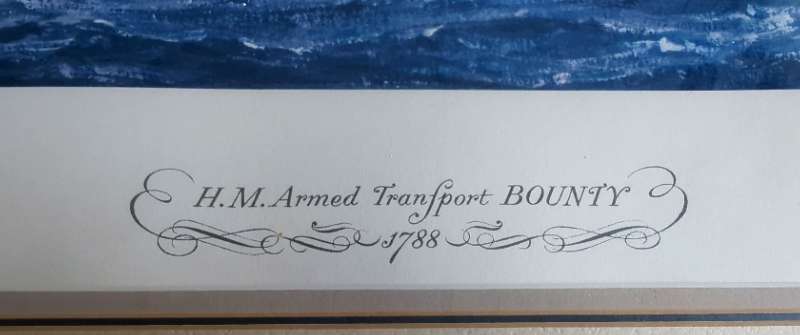 H.M. Armed Tranſport BOUNTY
1788